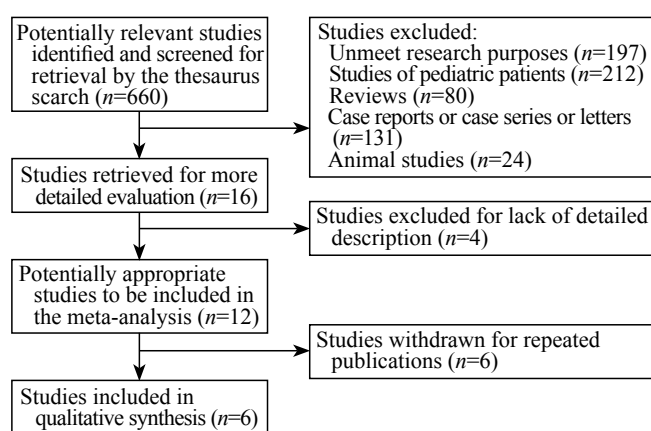 Potentially relevant studies
identified and screened for
retrieval by the thesaurus
scarch (n=660)
Studies excluded:
Unmeet research purposes (n=197)
Studies of pediatric patients (n=212)
Reviews (n=80)
Case reports or case series or letters
(n=131)
Animal studies (n=24)
Studies retrieved for more
detailed evaluation (n=16)
Studies excluded for lack of detailed
description (n=4)
Potentially appropriate
studies to be included in
the meta-analysis (n=12)
Studies withdrawn for repeated
publications (n=6)
Studies included in
qualitative synthesis (n=6)